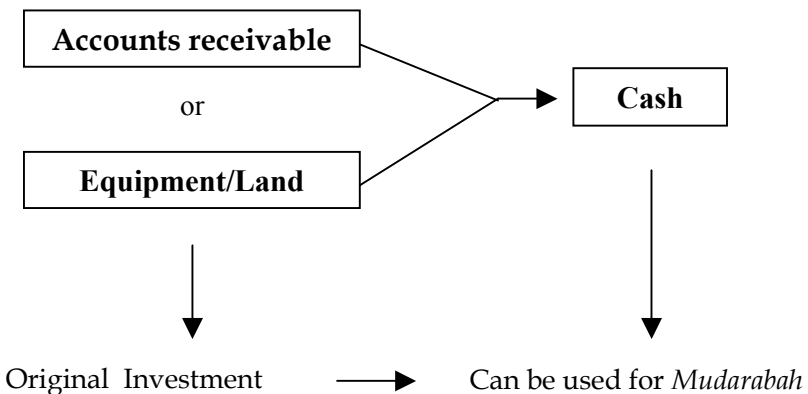 Accounts receivable
or
Equipment/Land
Cash
Original Investment
Can be used for Mudarabah